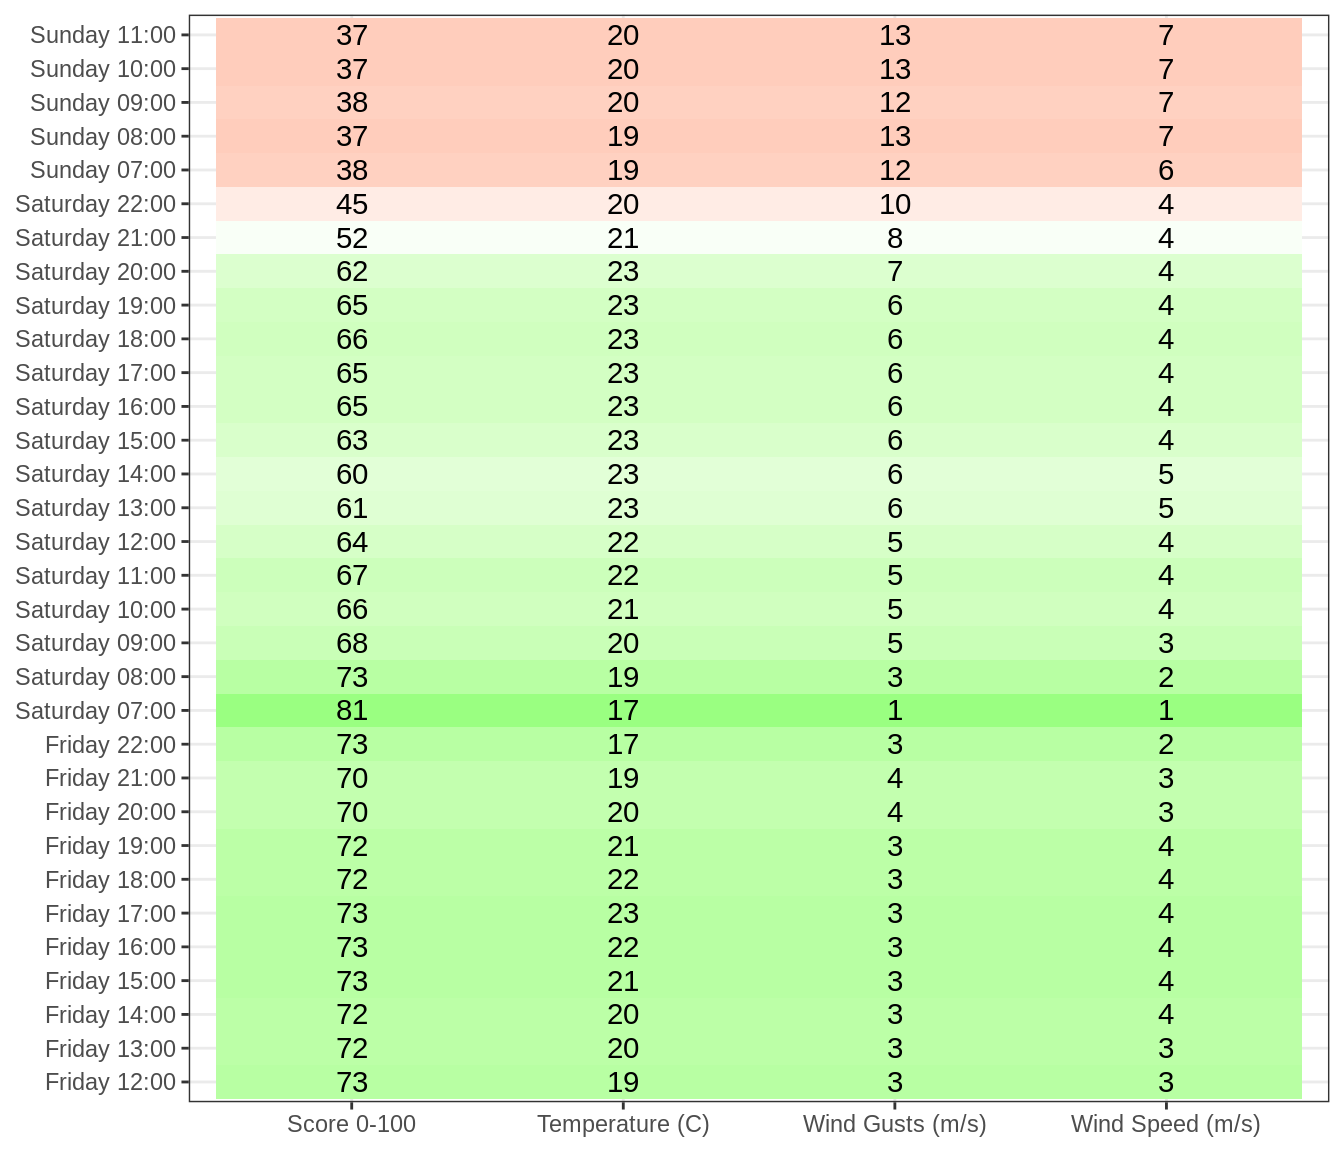 Sunday 11:00 37 20 13 7
Sunday 10:00 37 20 13 7
Sunday 09:00 38 20 12 7
Sunday 08:00 37 19 13 7
Sunday 07:00 38 19 12 6
Saturday 22:00 45 20 10 4
Saturday 21:00 52 21 8 4
Saturday 20:00 62 23 7 4
Saturday 19:00 65 23 6 4
Saturday 18:00 66 23 6 4
Saturday 17:00 65 23 6 4
Saturday 16:00 65 23 6 4
Saturday 15:00 63 23 6 4
Saturday 14:00 60 23 6 5
Saturday 13:00 61 23 6 5
Saturday 12:00 64 22 5 4
Saturday 11:00 67 22 5 4
Saturday 10:00 66 21 5 4
Saturday 09:00 68 20 5 3
Saturday 08:00 73 19 3 2
Saturday 07:00 81 17 1 1
Friday 22:00 73 17 3 2
Friday 21:00 70 19 4 3
Friday 20:00 70 20 4 3
Friday 19:00 72 21 3 4
Friday 18:00 72 22 3 4
Friday 17:00 73 23 3 4
Friday 16:00 73 22 3 4
Friday 15:00 73 21 3 4
Friday 14:00 72 20 3 4
Friday 13:00 72 20 3 3
Friday 12:00 73 19 3 3
Score 0-100 Temperature (C) Wind Gusts (m/s) Wind Speed (m/s)